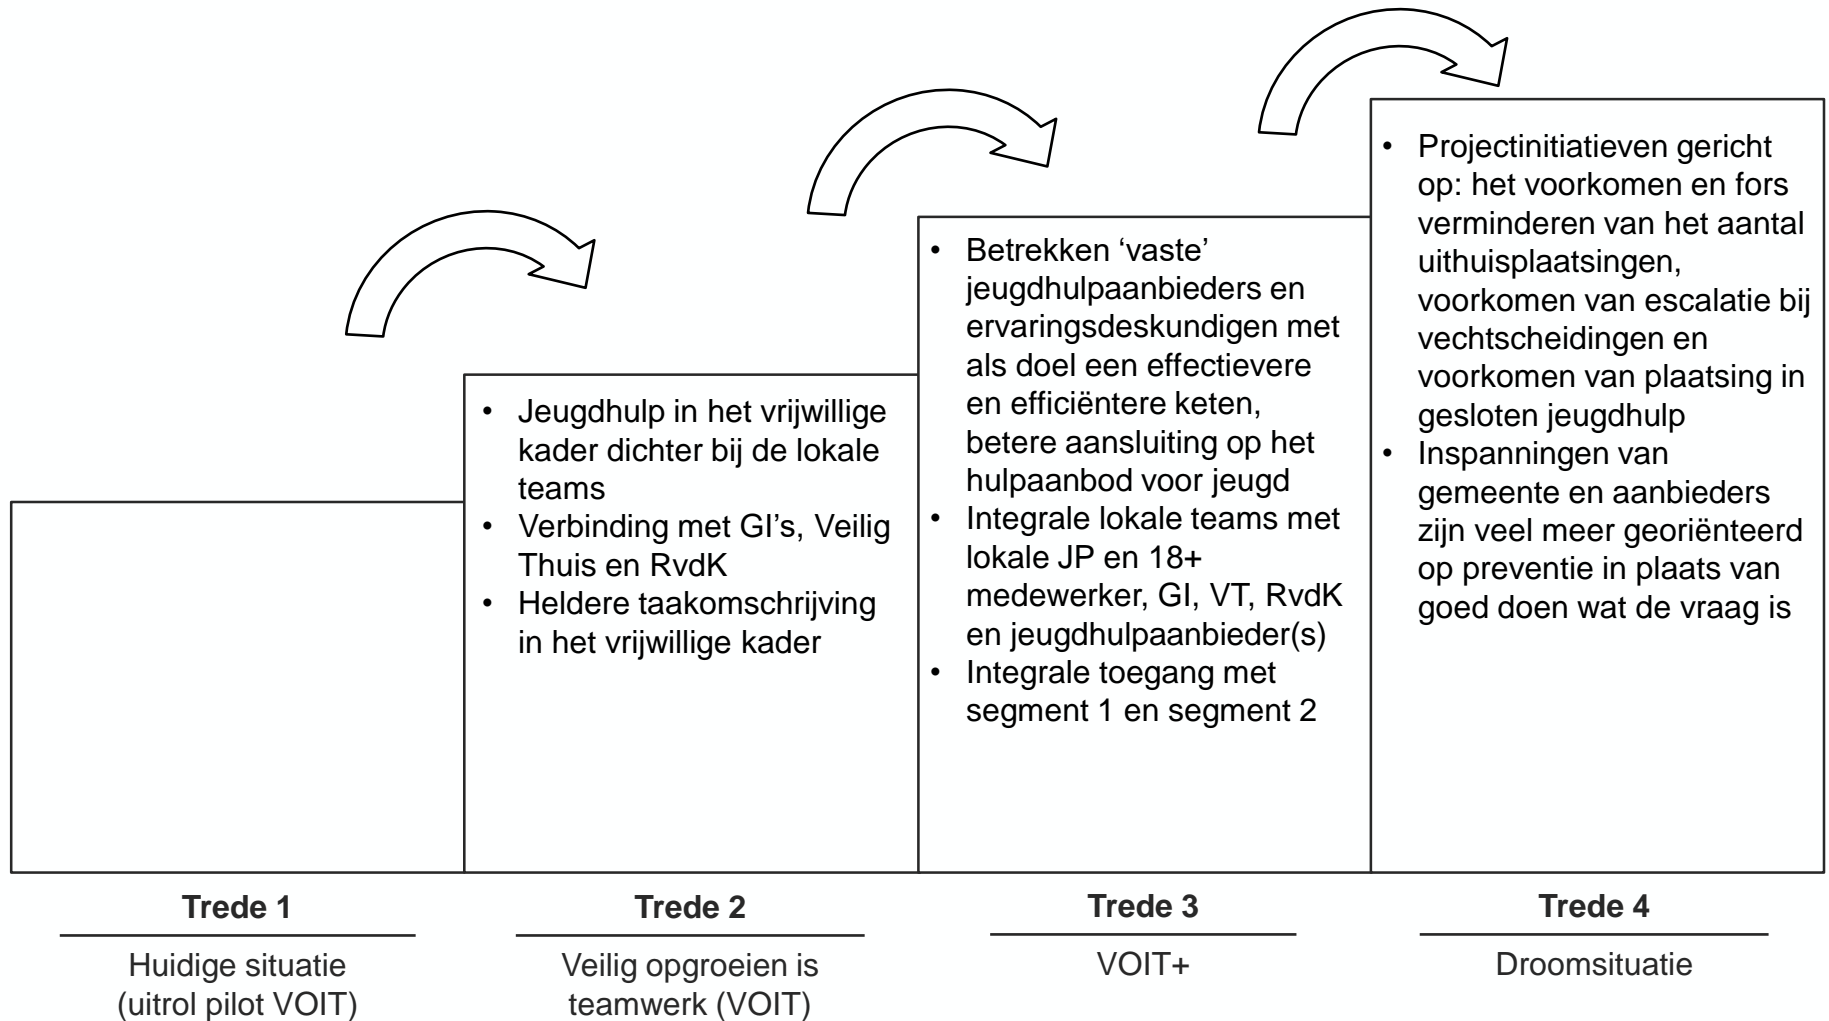 • Jeugdhulp in het vrijwillige
kader dichter bij de lokale
teams
• Verbinding met GI’s, Veilig
Thuis en RvdK
• Heldere taakomschrijving
in het vrijwillige kader
• Betrekken ‘vaste’
jeugdhulpaanbieders en
ervaringsdeskundigen met
als doel een effectievere
en efficiëntere keten,
betere aansluiting op het
hulpaanbod voor jeugd
• Integrale lokale teams met
lokale JP en 18+
medewerker, GI, VT, RvdK
en jeugdhulpaanbieder(s)
• Integrale toegang met
segment 1 en segment 2
• Projectinitiatieven gericht
op: het voorkomen en fors
verminderen van het aantal
uithuisplaatsingen,
voorkomen van escalatie bij
vechtscheidingen en
voorkomen van plaatsing in
gesloten jeugdhulp
• Inspanningen van
gemeente en aanbieders
zijn veel meer georiënteerd
op preventie in plaats van
goed doen wat de vraag is
Trede 1
Huidige situatie
(uitrol pilot VOIT)
Trede 2
Veilig opgroeien is
teamwerk (VOIT)
Trede 3
VOIT+
Trede 4
Droomsituatie